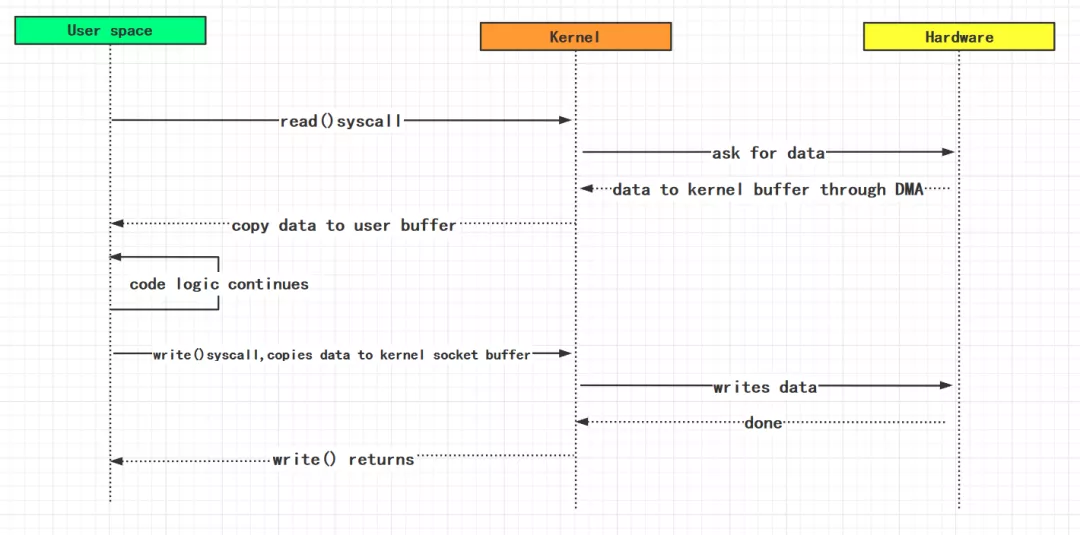 User space
Kernel
Hardware
read()syscall
ask for data
data to kernel buffer through DMA
copy data to user buffer
code logic continues
write()syscall,copies data to kernel socket buffer
writes data
done
write() returns